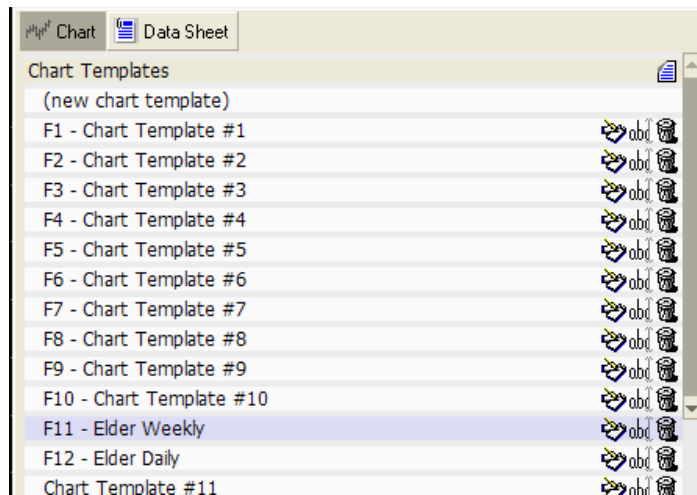 Chart Data Sheet
Chart Templates
(new chart template)
F1 - Chart Template #1
F2 - Chart Template #2
F3 - Chart Template #3
F4 - Chart Template #4
F5 - Chart Template #5
F6 - Chart Template #6
F7 - Chart Template #7
F8 - Chart Template #8
F9 - Chart Template #9
F10 - Chart Template #10
F11 - Elder Weekly
F12 - Elder Daily
Chart Template #11